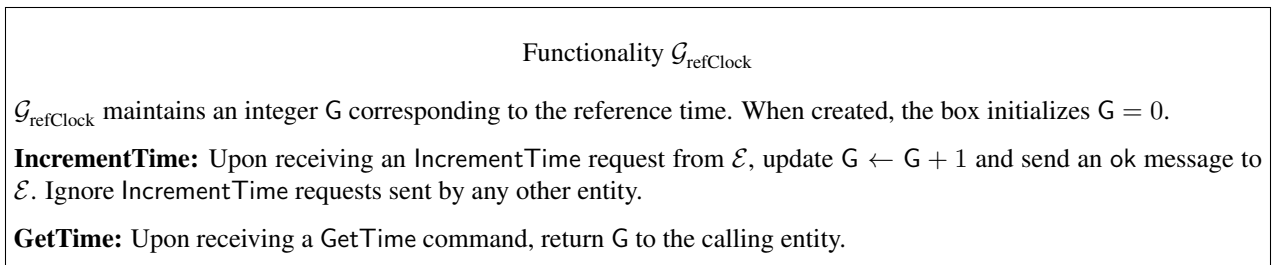 Functionality 𝒢refClock
𝒢refClock maintains an integer G corresponding to the reference time. When created, the box initializes G = 0.
IncrementTime: Upon receiving an IncrementTime request from ℰ, update G ← G + 1 and send an ok message to
ℰ. Ignore IncrementTime requests sent by any other entity.
GetTime: Upon receiving a GetTime command, return G to the calling entity.